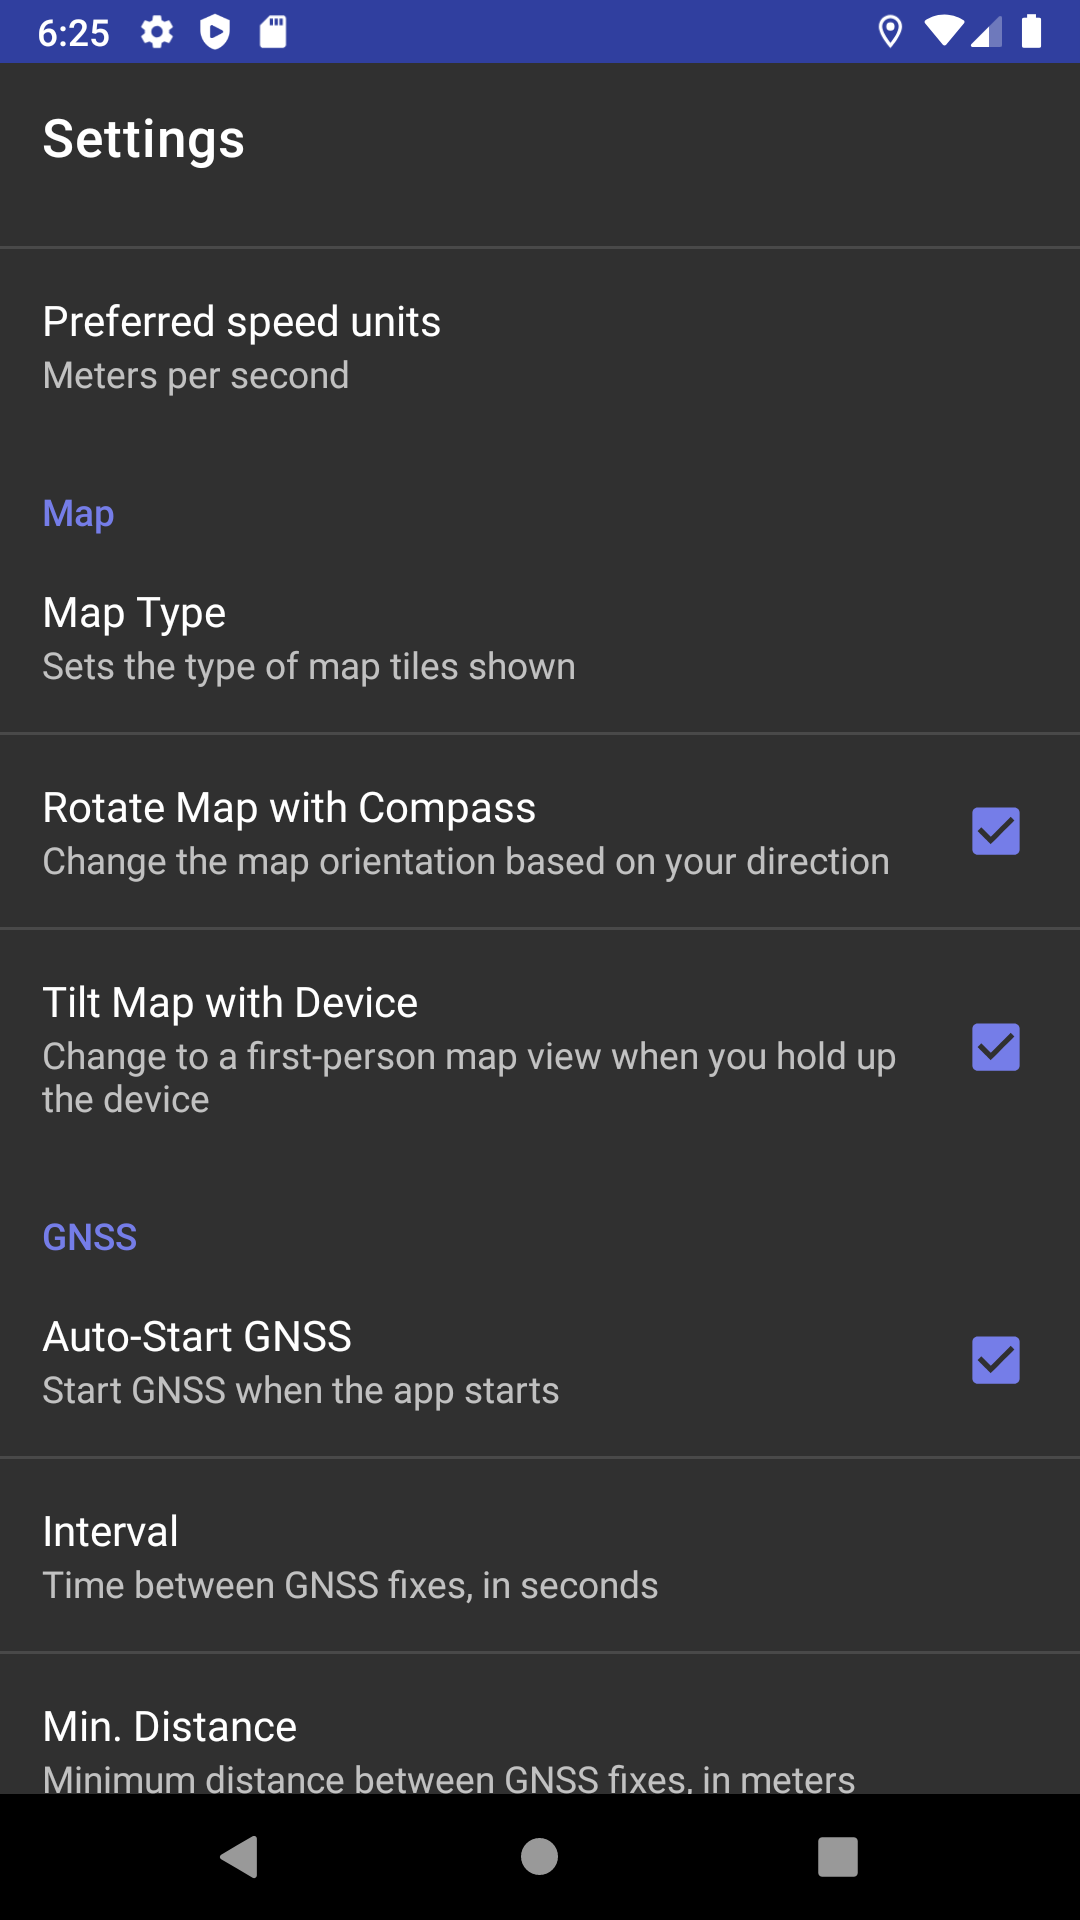 6:25
Settings
Preferred speed units
Meters per second
Map
Map Type
Sets the type of map tiles shown
Rotate Map with Compass
Change the map orientation based on your direction
Tilt Map with Device
Change to a first-person map view when you hold up
the device
GNSS
Auto-Start GNSS
Start GNSS when the app starts
Interval
Time between GNSS fixes, in seconds
Min. Distance
Minimum distance between GNSS fixes, in meters